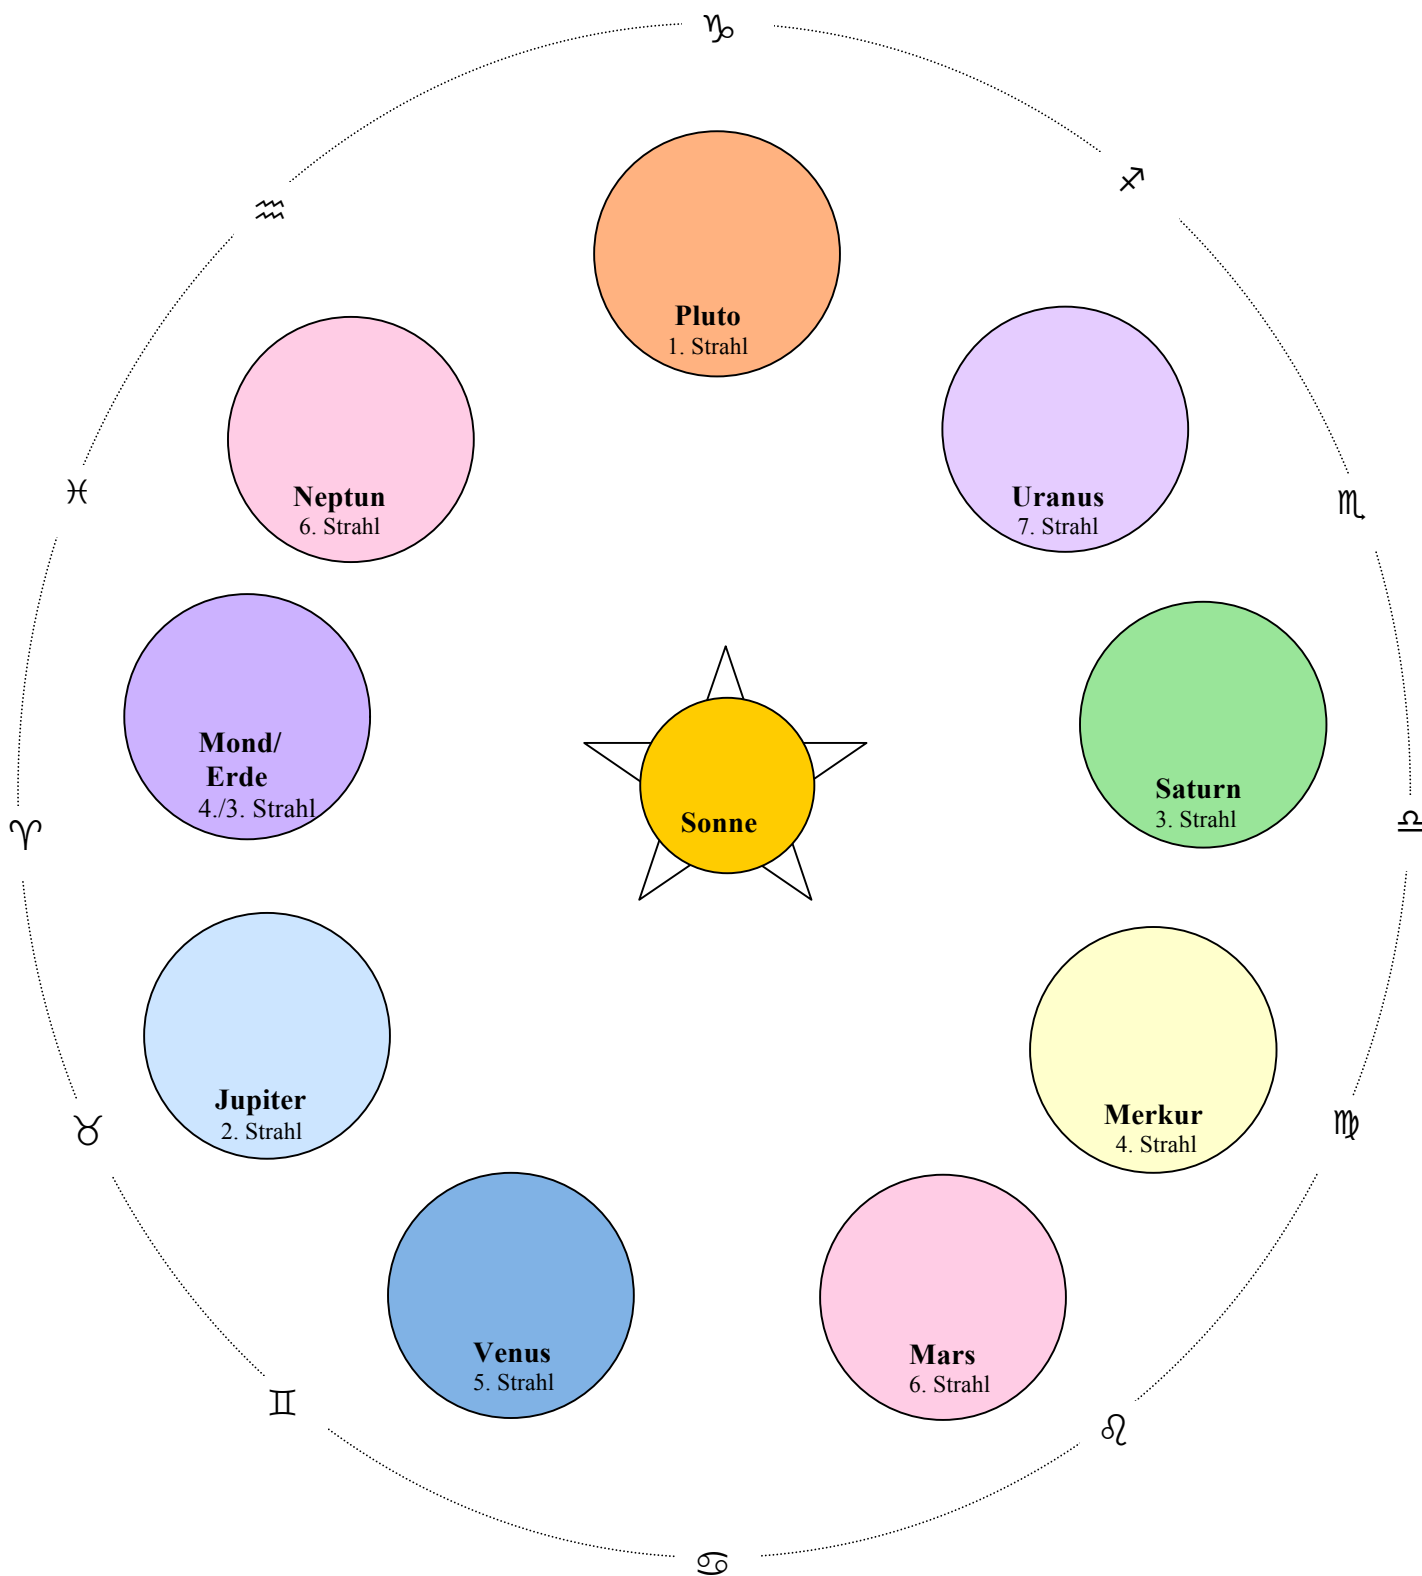 ♑
♐
♒
Pluto
1. Strahl
Neptun
6. Strahl
Uranus
7. Strahl
♓
♏
Mond/
Erde
4./3. Strahl
Saturn
3. Strahl
Sonne
♈
♎
Jupiter
2. Strahl
Merkur
4. Strahl
♉
♍
Venus
5. Strahl
Mars
6. Strahl
♊
♌
♋